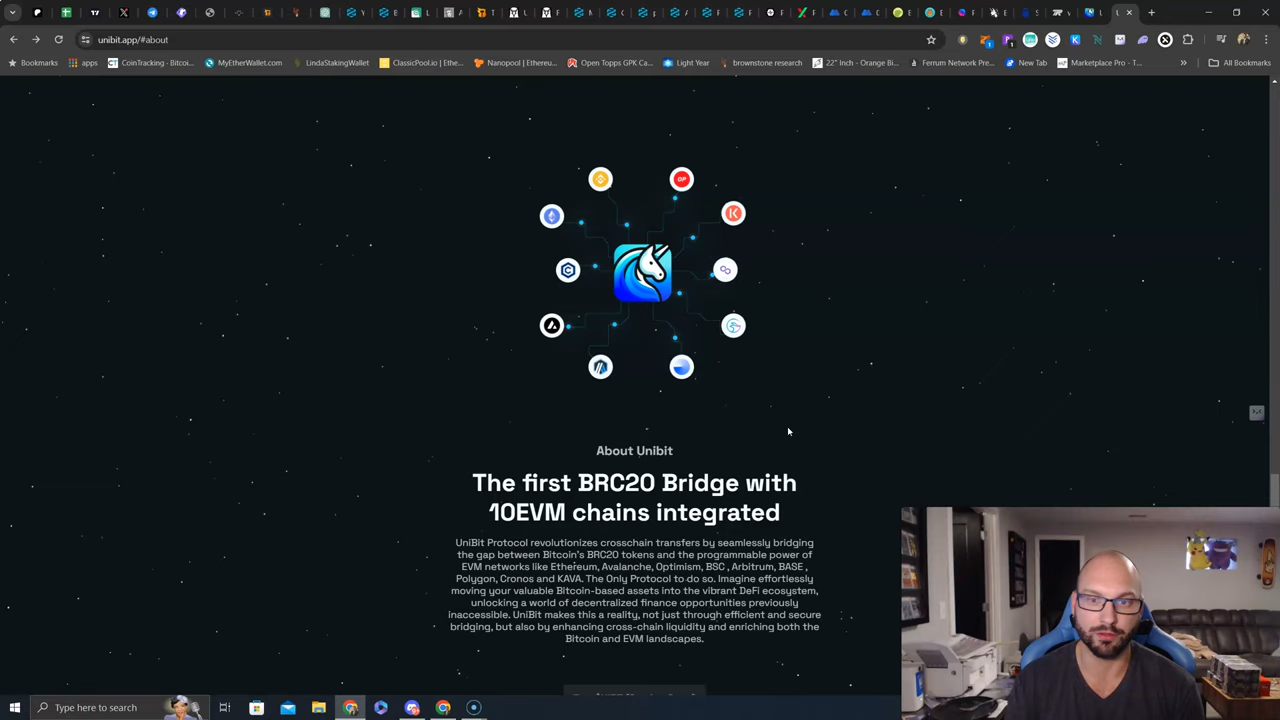 unibit.app/#about
Bookmarks
apps
CoinTracking - Bitcoi...
MyEtherWallet.com
LindaStakingWallet
ClassicPool.io | Ethe...
Nanopool | Ethereu...
Open Topps GPK Ca...
Light Year
brownstone research
22" Inch - Orange Bi...
Ferrum Network Pre...
New Tab
Marketplace Pro - T...
All Bookmarks
OP
About Unibit
The first BRC20 Bridge with
10EVM chains integrated
UniBit Protocol revolutionizes crosschain transfers by seamlessly bridging
the gap between Bitcoin's BRC20 tokens and the programmable power of
EVM networks like Ethereum, Avalanche, Optimism, BSC , Arbitrum, BASE ,
Polygon, Cronos and KAVA. The Only Protocol to do so. Imagine effortlessly
moving your valuable Bitcoin-based assets into the vibrant DeFi ecosystem,
unlocking a world of decentralized finance opportunities previously
inaccessible. UniBit makes this a reality, not just through efficient and secure
bridging, but also by enhancing cross-chain liquidity and enriching both the
Bitcoin and EVM landscapes.
Type here to search